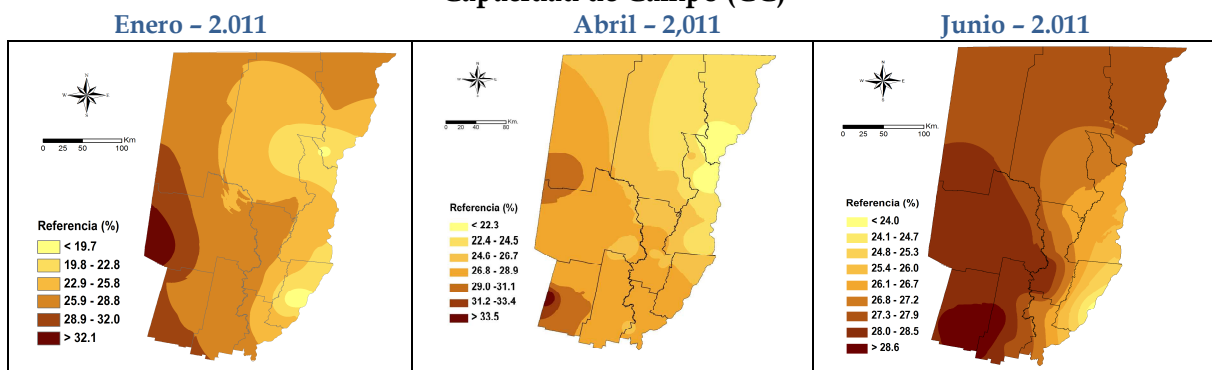 Capacidad de Campo (CC)
Enero – 2.011
Abril – 2,011
Junio – 2.011
N
W E
S
Km
0 25 50 100
Referencia (%)
< 19.7
19.8 - 22.8
22.9 - 25.8
25.9 - 28.8
28.9 - 32.0
> 32.1
N
W E
S
Km.
0 20 40 80
Referencia (%)
< 22.3
22.4 - 24.5
24.6 - 26.7
26.8 - 28.9
29.0 -31.1
31.2 -33.4
> 33.5
N
W E
S
Km
0 25 50 100
Referencia (%)
< 24.0
24.1 - 24.7
24.8 - 25.3
25.4 - 26.0
26.1 - 26.7
26.8 - 27.2
27.3 - 27.9
28.0 - 28.5
> 28.6